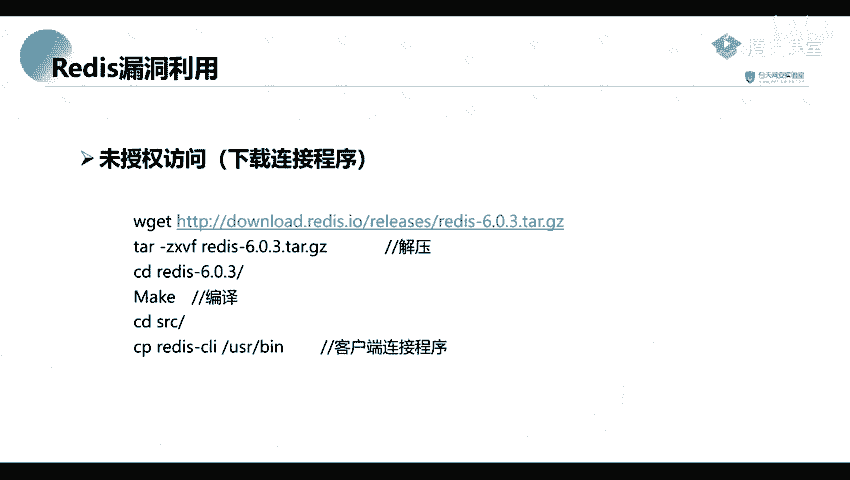 Redis漏洞利用
➢ 未授权访问（下载连接程序）
wget http://download.redis.io/releases/redis-6.0.3.tar.gz
tar -zxvf redis-6.0.3.tar.gz //解压
cd redis-6.0.3/
Make //编译
cd src/
cp redis-cli /usr/bin //客户端连接程序